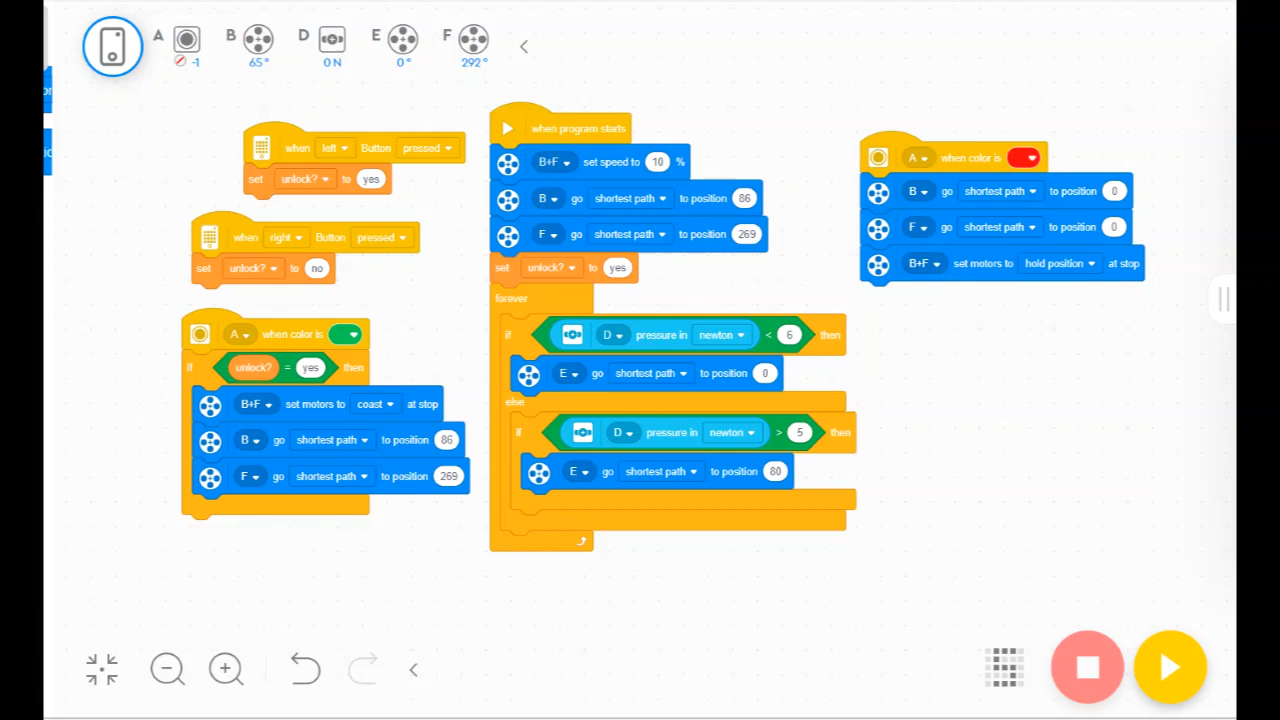 A B D E F
-1 65° 0 N 0° 292°
when left Button pressed
set unlock? to yes
when right Button pressed
set unlock? to no
A when color is
if unlock? = yes then
B+F set motors to coast at stop
B go shortest path to position 86
F go shortest path to position 269
when program starts
B+F set speed to 10 %
B go shortest path to position 86
F go shortest path to position 269
set unlock? to yes
forever
if D pressure in newton < 6 then
E go shortest path to position 0
else
if D pressure in newton > 5 then
E go shortest path to position 80
A when color is
B go shortest path to position 0
F go shortest path to position 0
B+F set motors to hold position at stop